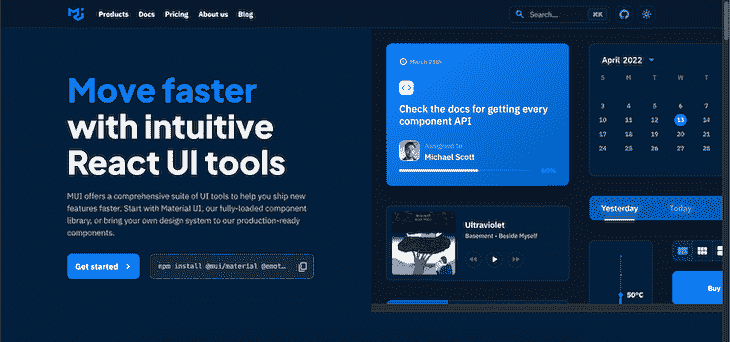 Products Docs Pricing About us Blog
Search... ⌘K
Move faster
with intuitive
React UI tools
MUI offers a comprehensive suite of UI tools to help you ship new
features faster. Start with Material UI, our fully-loaded component
library, or bring your own design system to our production-ready
components.
Get started
npm install @mui/material @emot...
March 25th
Check the docs for getting every
component API
Assigned to
Michael Scott
60%
Ultraviolet
Basement • Beside Myself
April 2022
S M T W T
3 4 5 6 7
10 11 12 13 14
17 18 19 20 21
24 25 26 27 28
Yesterday Today
50°C
Buy